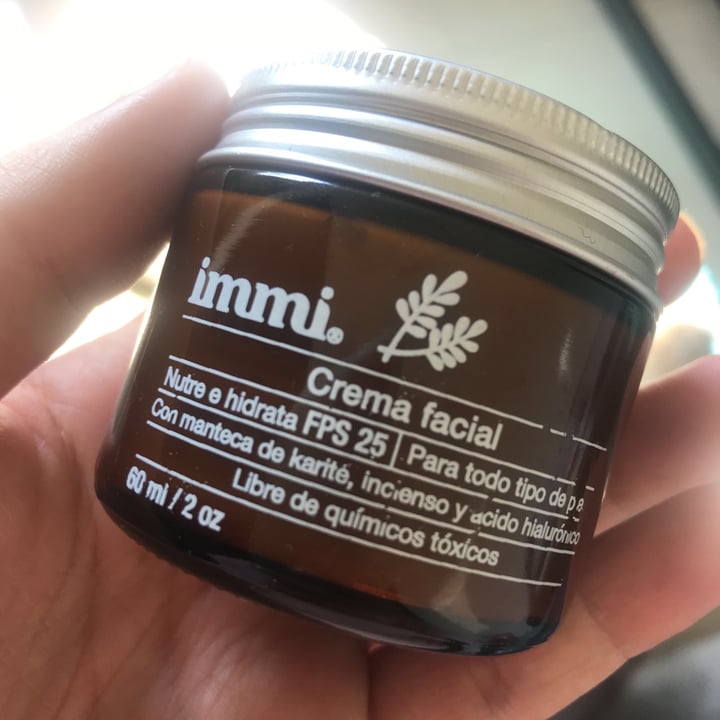 immi®
Crema facial
Nutre e hidrata FPS 25 | Para todo tipo de
Con manteca de karité, incienso y ácido hialurónico
Libre de químicos tóxicos
60 ml / 2 oz